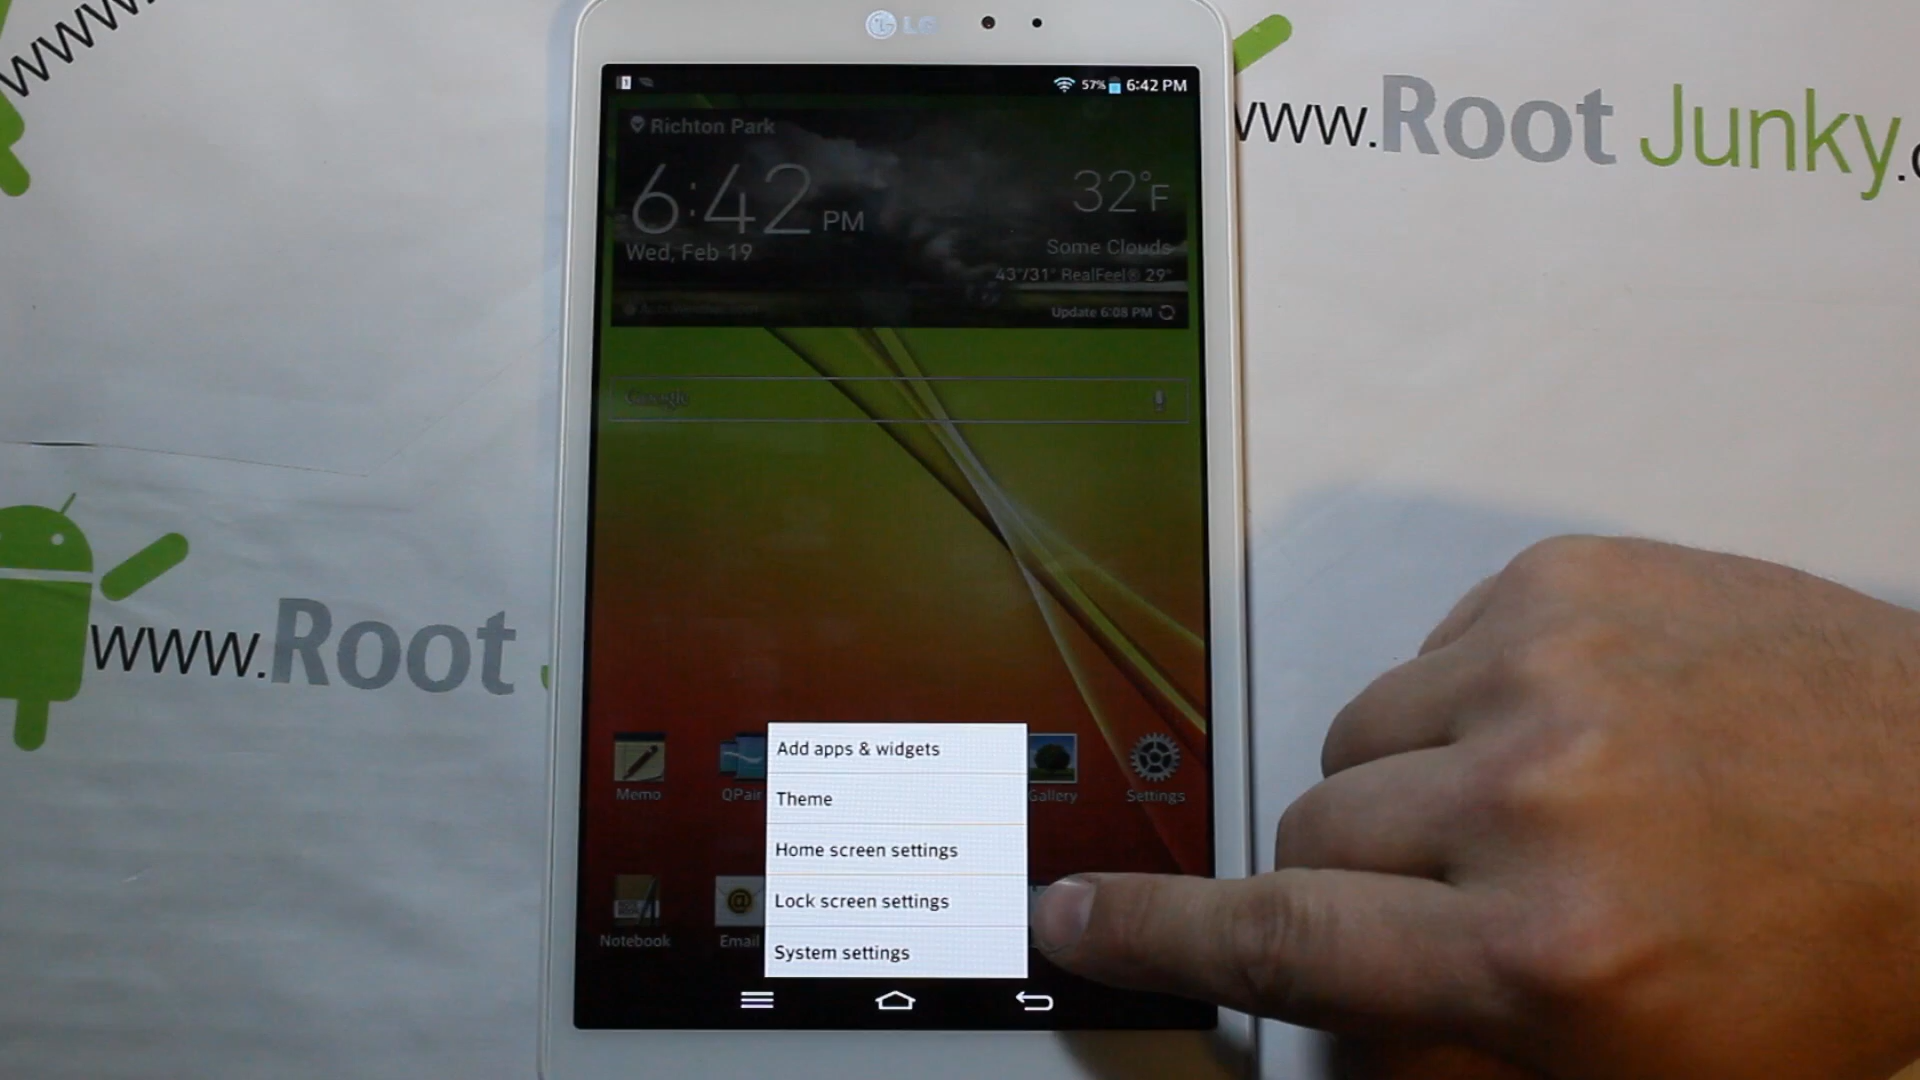 www.
LG
57% 6:42 PM
www.Root Junky.
Richton Park
6:42 PM
32°F
Wed, Feb 19
Some Clouds
43°/31° RealFeel® 29°
Update 6:08 PM
Google
www.Root
Add apps & widgets
Theme
Home screen settings
Lock screen settings
System settings
Memo
QPair
Gallery
Settings
Notebook
Email